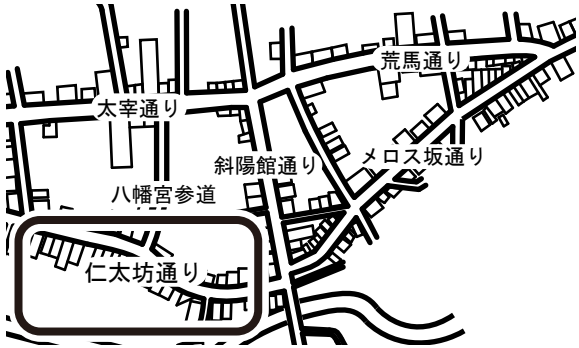 荒馬通り
太宰通り
斜陽館通り
メロス坂通り
八幡宮参道
仁太坊通り